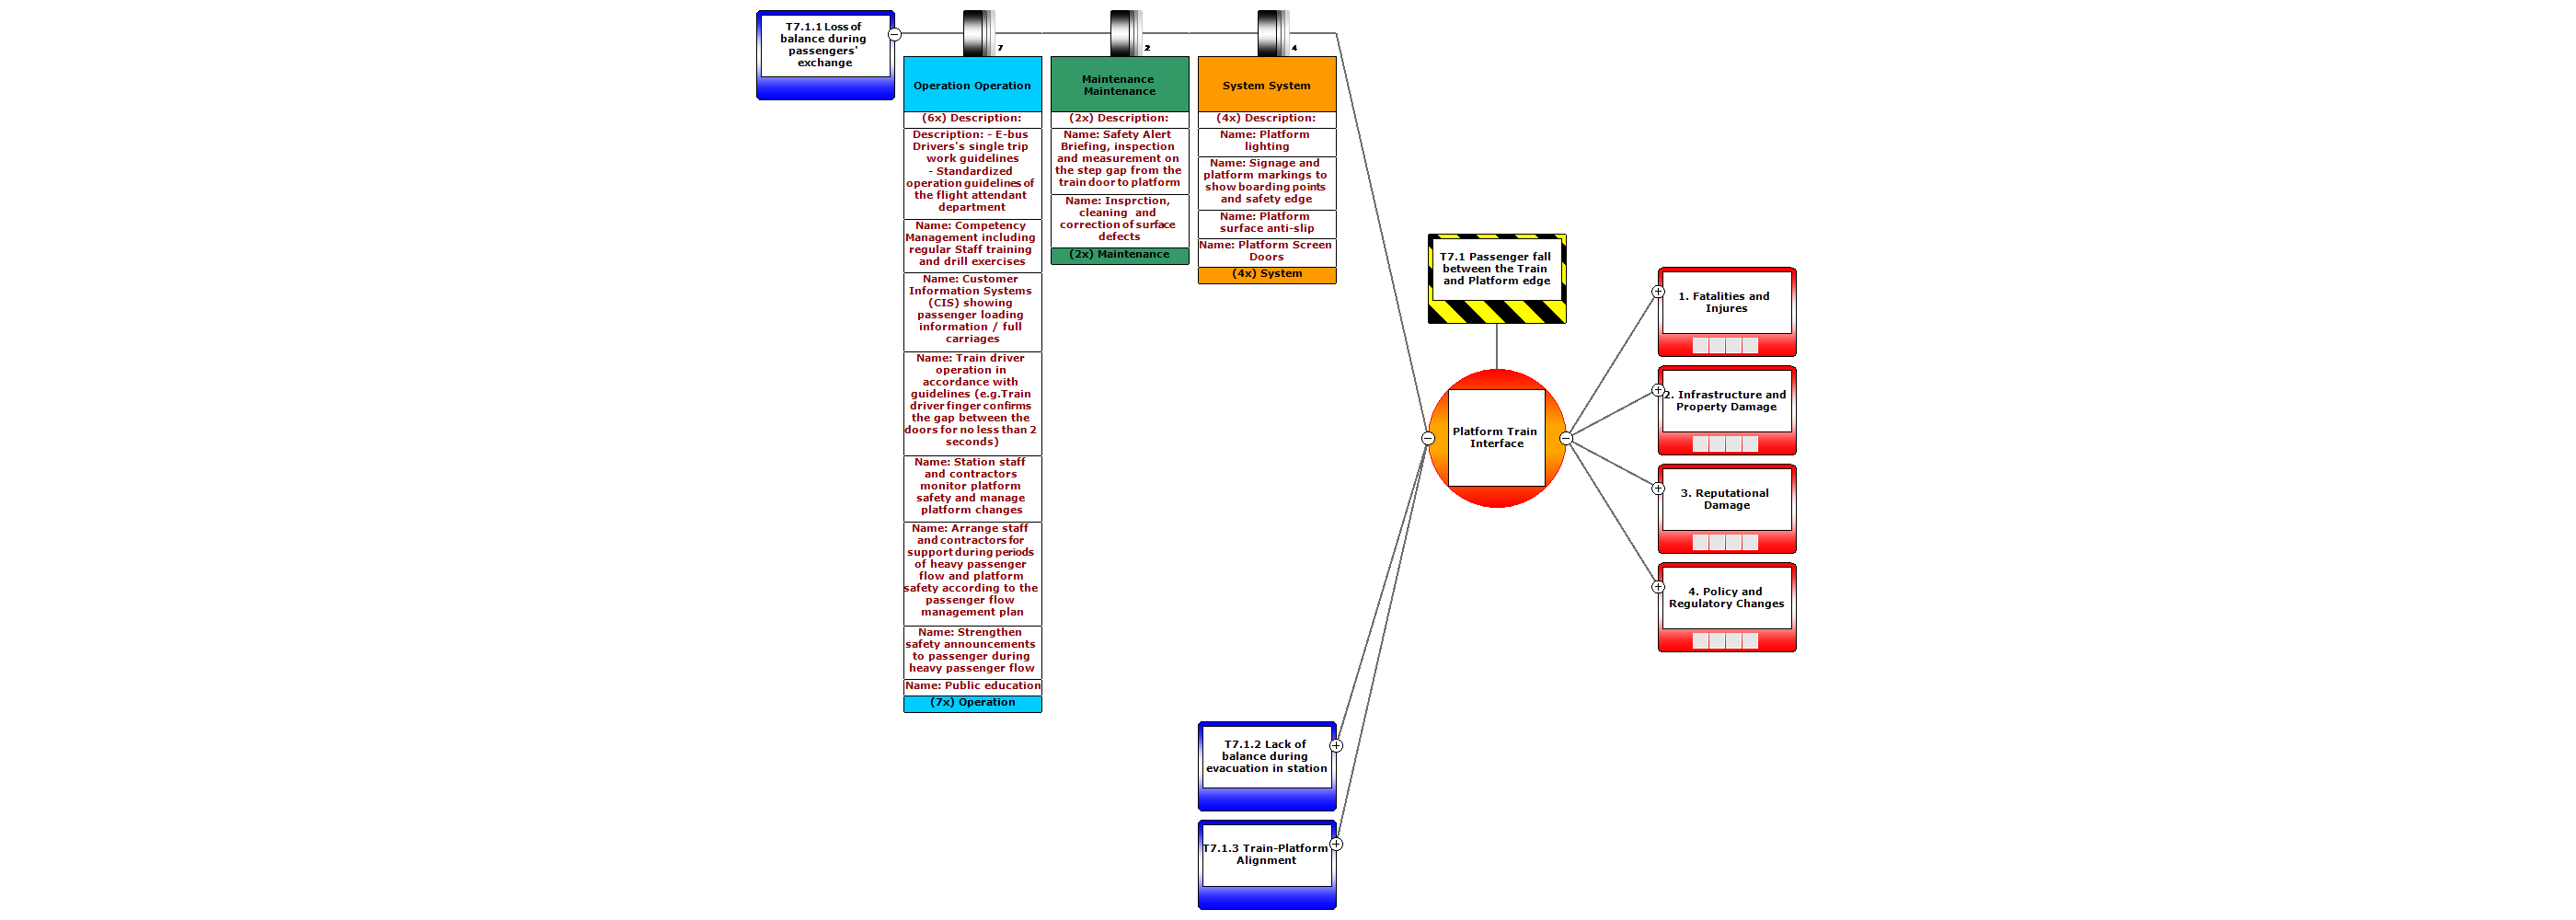 T7.1.1 Loss of
balance during
passengers'
exchange
7
2
4
Operation Operation
(6x) Description:
Description: - E-bus
Drivers's single trip
work guidelines
- Standardized
operation guidelines of
the flight attendant
department
Name: Competency
Management including
regular Staff training
and drill exercises
Name: Customer
Information Systems
(CIS) showing
passenger loading
information / full
carriages
Name: Train driver
operation in
accordance with
guidelines (e.g.Train
driver finger confirms
the gap between the
doors for no less than 2
seconds)
Name: Station staff
and contractors
monitor platform
safety and manage
platform changes
Name: Arrange staff
and contractors for
support during periods
of heavy passenger
flow and platform
safety according to the
passenger flow
management plan
Name: Strengthen
safety announcements
to passenger during
heavy passenger flow
Name: Public education
(7x) Operation
Maintenance
Maintenance
(2x) Description:
Name: Safety Alert
Briefing, inspection
and measurement on
the step gap from the
train door to platform
Name: Insprction,
cleaning and
correction of surface
defects
(2x) Maintenance
System System
(4x) Description:
Name: Platform
lighting
Name: Signage and
platform markings to
show boarding points
and safety edge
Name: Platform
surface anti-slip
Name: Platform Screen
Doors
(4x) System
T7.1 Passenger fall
between the Train
and Platform edge
Platform Train
Interface
1. Fatalities and
Injures
2. Infrastructure and
Property Damage
3. Reputational
Damage
4. Policy and
Regulatory Changes
T7.1.2 Lack of
balance during
evacuation in station
T7.1.3 Train-Platform
Alignment